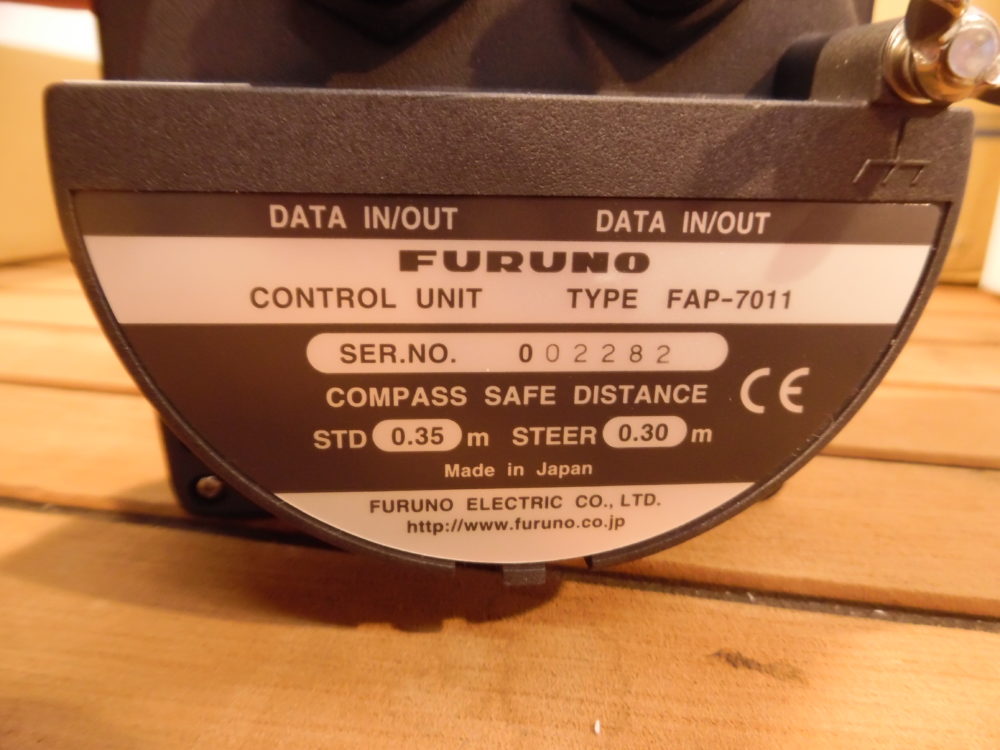 DATA IN/OUT DATA IN/OUT
FURUNO
CONTROL UNIT TYPE FAP-7011
SER.NO. 002282
COMPASS SAFE DISTANCE CE
STD 0.35 m STEER 0.30 m
Made in Japan
FURUNO ELECTRIC CO., LTD.
http://www.furuno.co.jp